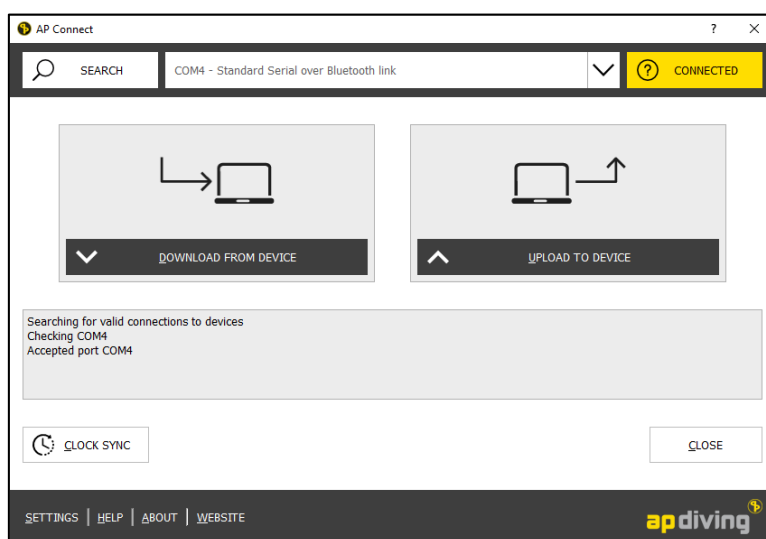 AP Connect
?
SEARCH
COM4 - Standard Serial over Bluetooth link
? CONNECTED
DOWNLOAD FROM DEVICE
UPLOAD TO DEVICE
Searching for valid connections to devices
Checking COM4
Accepted port COM4
CLOCK SYNC
CLOSE
SETTINGS | HELP | ABOUT | WEBSITE
apdiving